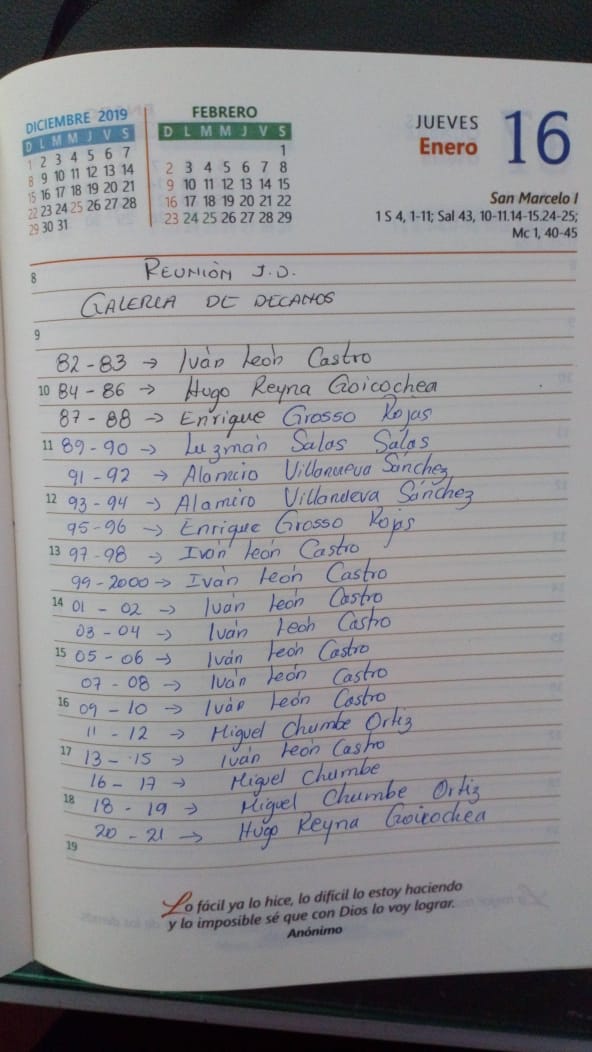 DICIEMBRE 2019
D L M M J V S
1 2 3 4 5 6 7
8 9 10 11 12 13 14
15 16 17 18 19 20 21
22 23 24 25 26 27 28
29 30 31
FEBRERO
D L M M J V S
1
2 3 4 5 6 7 8
9 10 11 12 13 14 15
16 17 18 19 20 21 22
23 24 25 26 27 28 29
JUEVES
Enero
16
San Marcelo I
1 S 4, 1-11; Sal 43, 10-11.14-15.24-25;
Mc 1, 40-45
8 REUNIÓN J.D.
GALERIA DE DECANOS
9
82-83 → Iván León Castro
10 84-86 → Hugo Reyna Goicochea
87-88 → Enrique Grosso Rojas
11 89-90 → Luzmán Salas Salas
91-92 → Alamiro Villanueva Sánchez
12 93-94 → Alamiro Villanueva Sánchez
95-96 → Enrique Grosso Rojas
13 97-98 → Iván León Castro
99-2000 → Iván León Castro
14 01-02 → Iván León Castro
03-04 → Iván León Castro
15 05-06 → Iván León Castro
07-08 → Iván León Castro
16 09-10 → Iván León Castro
11-12 → Miguel Chumbe Ortiz
17 13-15 → Iván León Castro
16-17 → Miguel Chumbe
18 18-19 → Miguel Chumbe Ortiz
20-21 → Hugo Reyna Goicochea
19
Lo fácil ya lo hice, lo difícil lo estoy haciendo
y lo imposible sé que con Dios lo voy lograr.
Anónimo